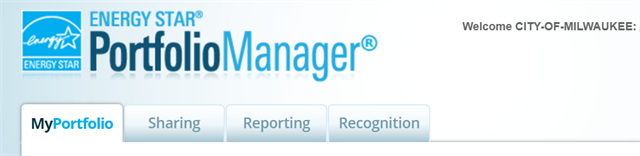 ENERGY STAR®
PortfolioManager®
energy
ENERGY STAR
Welcome CITY-OF-MILWAUKEE:
MyPortfolio
Sharing
Reporting
Recognition